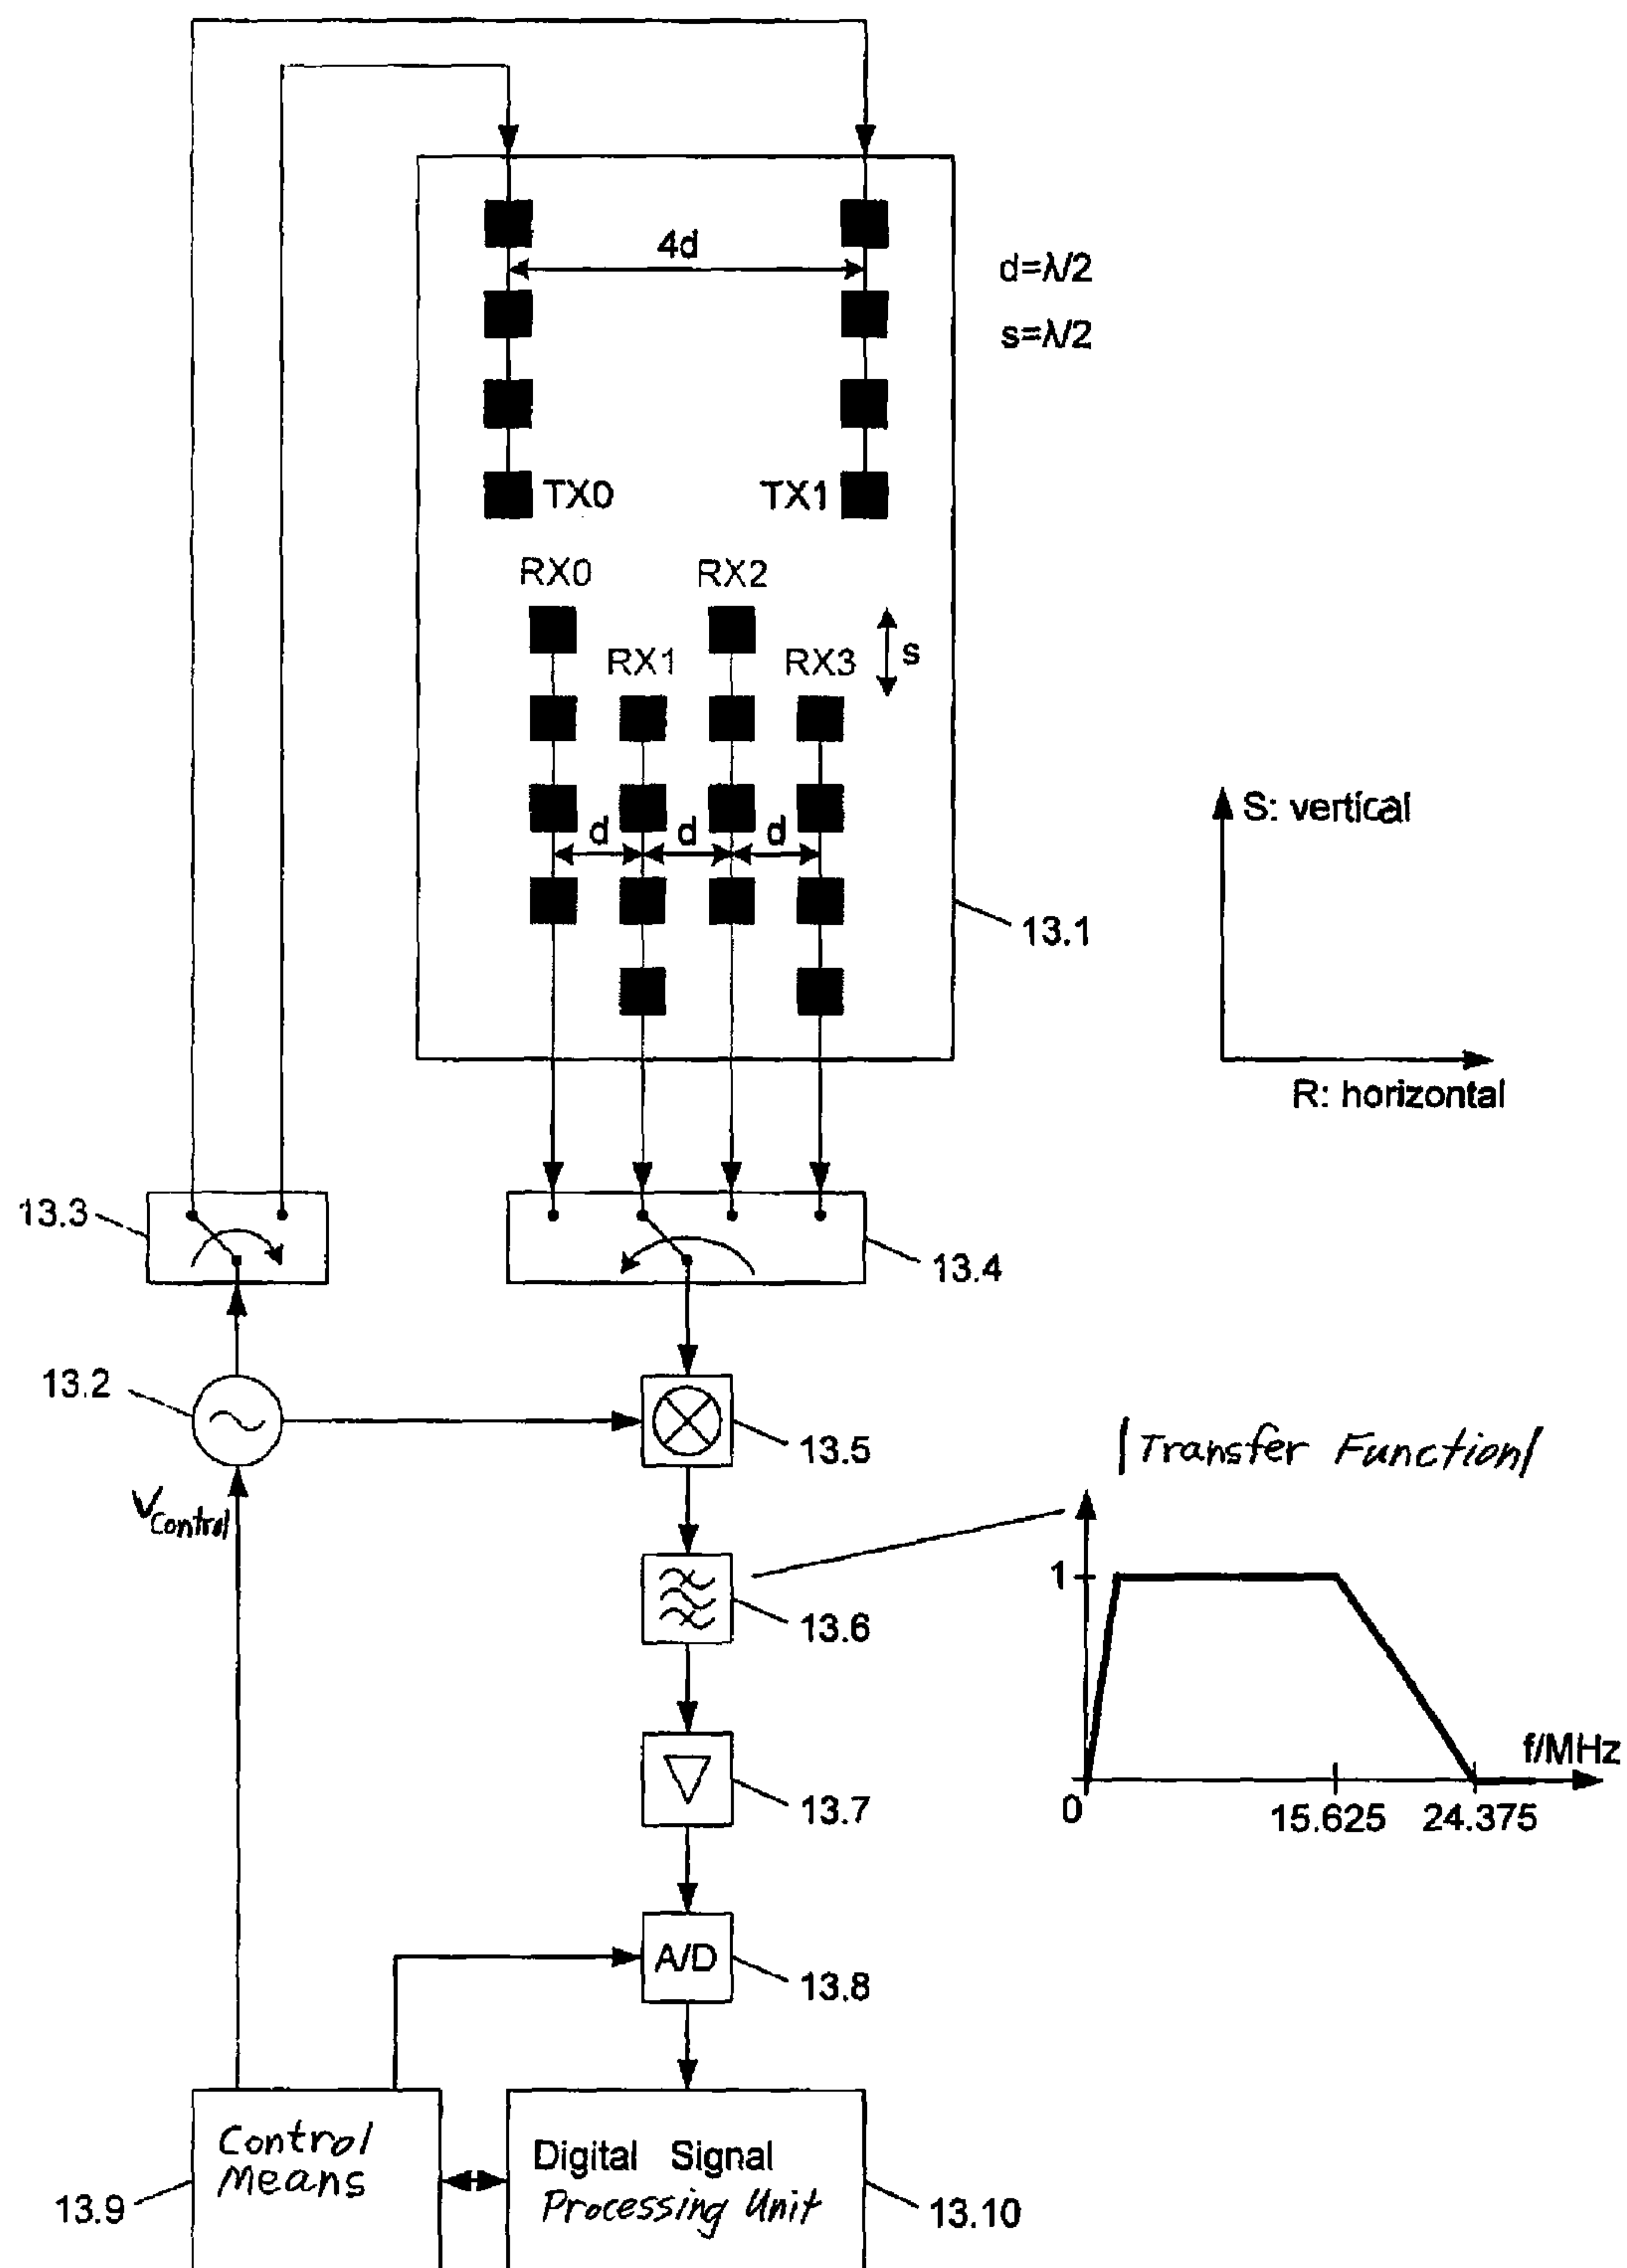 4d
d=λ/2
s=λ/2
TX0
TX1
RX0
RX2
RX1
RX3
s
d
d
d
S: vertical
13.1
R: horizontal
13.3
13.4
13.2
13.5
|Transfer Function|
Vcontrol
1
13.6
f/MHz
0
15.625
24.375
13.7
A/D
13.8
Control
Means
Digital Signal
Processing Unit
13.9
13.10